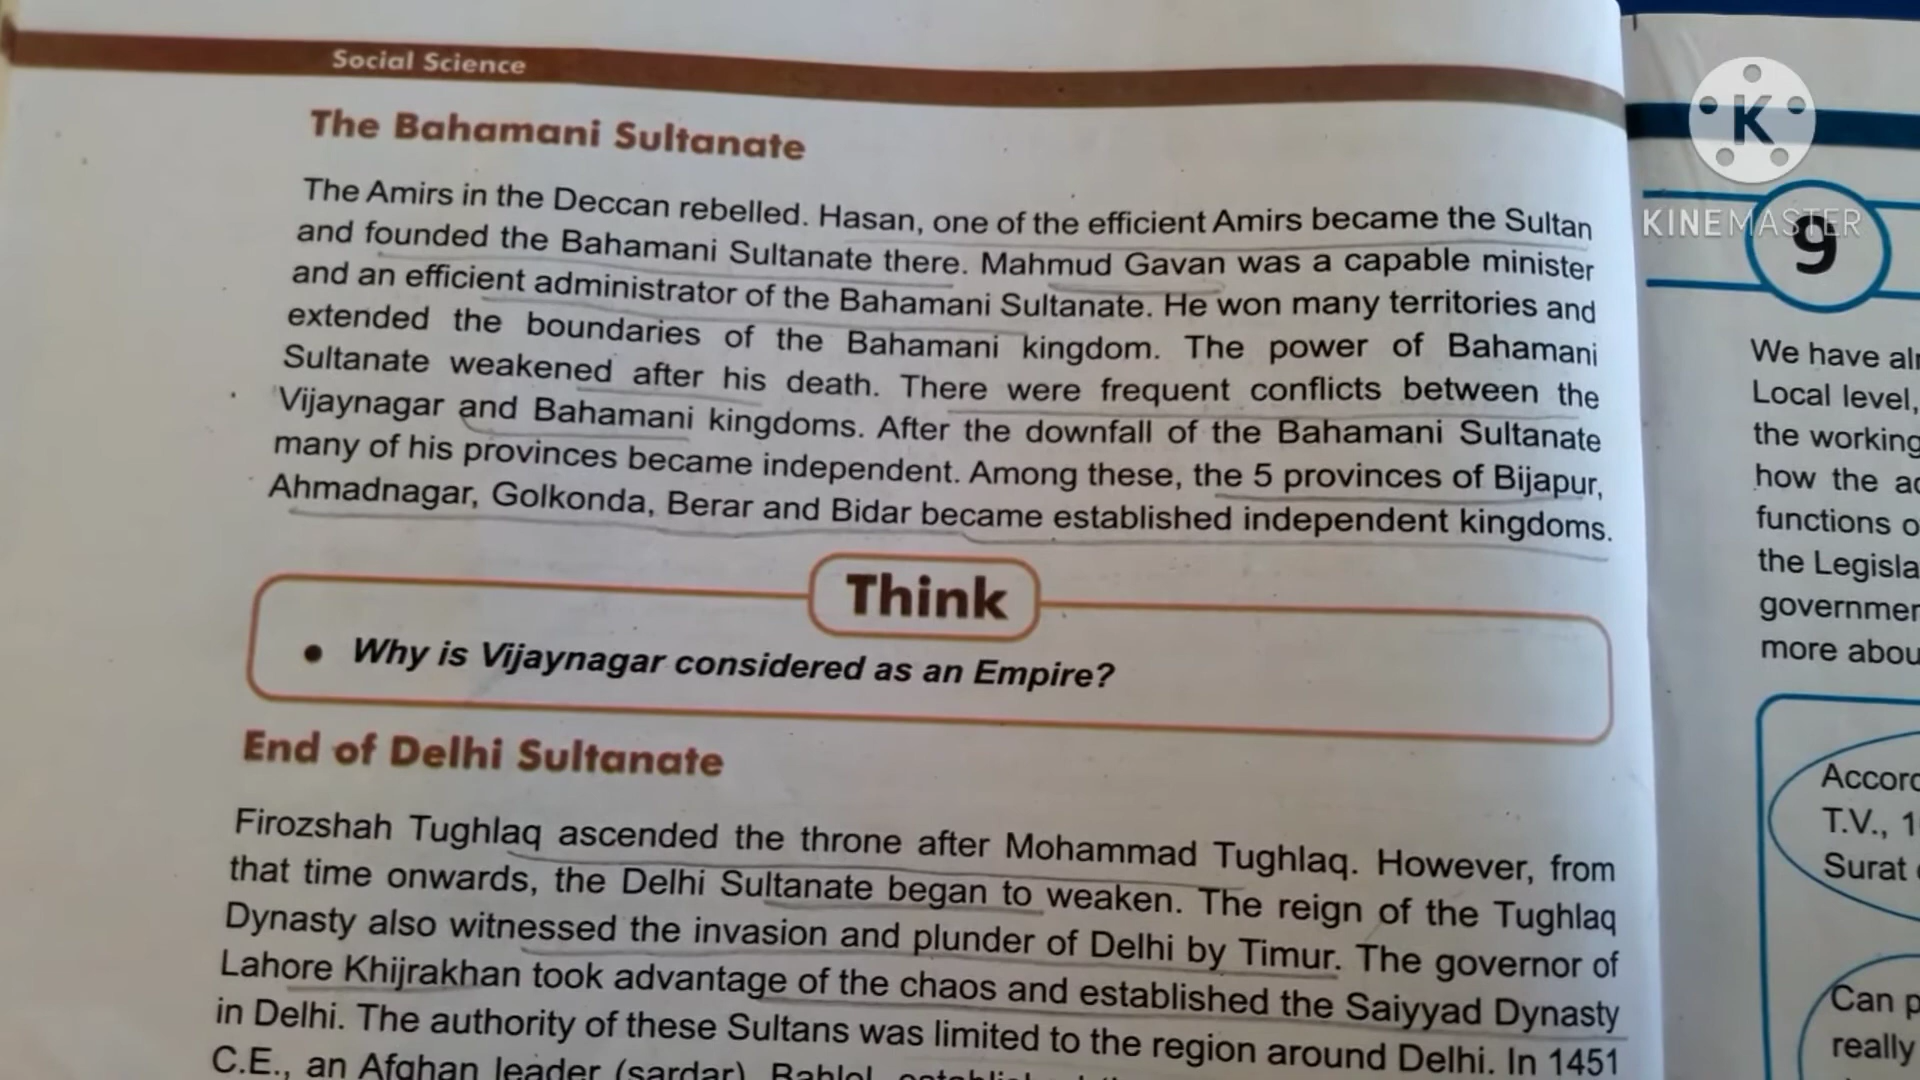 Social Science
The Bahamani Sultanate
The Amirs in the Deccan rebelled. Hasan, one of the efficient Amirs became the Sultan
and founded the Bahamani Sultanate there. Mahmud Gavan was a capable minister
and an efficient administrator of the Bahamani Sultanate. He won many territories and
extended the boundaries of the Bahamani kingdom. The power of Bahamani
Sultanate weakened after his death. There were frequent conflicts between the
Vijaynagar and Bahamani kingdoms. After the downfall of the Bahamani Sultanate
many of his provinces became independent. Among these, the 5 provinces of Bijapur,
Ahmadnagar, Golkonda, Berar and Bidar became established independent kingdoms.
Think
• Why is Vijaynagar considered as an Empire?
End of Delhi Sultanate
Firozshah Tughlaq ascended the throne after Mohammad Tughlaq. However, from
that time onwards, the Delhi Sultanate began to weaken. The reign of the Tughlaq
Dynasty also witnessed the invasion and plunder of Delhi by Timur. The governor of
Lahore Khijrakhan took advantage of the chaos and established the Saiyyad Dynasty
in Delhi. The authority of these Sultans was limited to the region around Delhi. In 1451
C.E., an Afghan leader (sardar), Bahlol
K
KINEMASTER
9
We have
Local level,
the working
how the
functions
the
more
T.V.,
Surat
Can
really